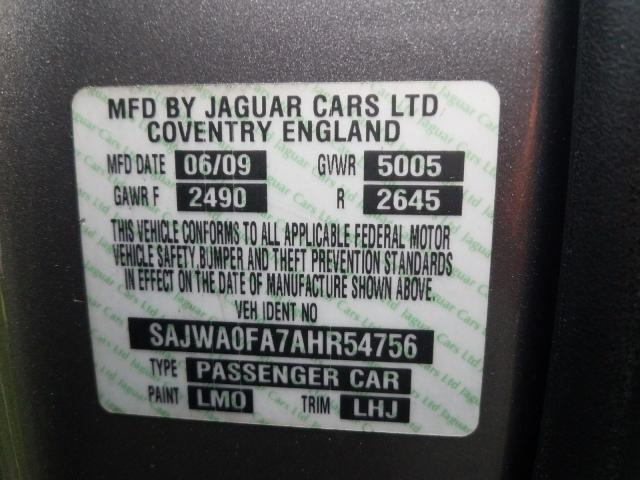 MFD BY JAGUAR CARS LTD
COVENTRY ENGLAND
MFD DATE 06/09 GVWR 5005
GAWR F 2490 R 2645
THIS VEHICLE CONFORMS TO ALL APPLICABLE FEDERAL MOTOR
VEHICLE SAFETY BUMPER AND THEFT PREVENTION STANDARDS
IN EFFECT ON THE DATE OF MANUFACTURE SHOWN ABOVE.
VEH IDENT NO
SAJWA0FA7AHR54756
TYPE PASSENGER CAR
PAINT LMO TRIM LHJ